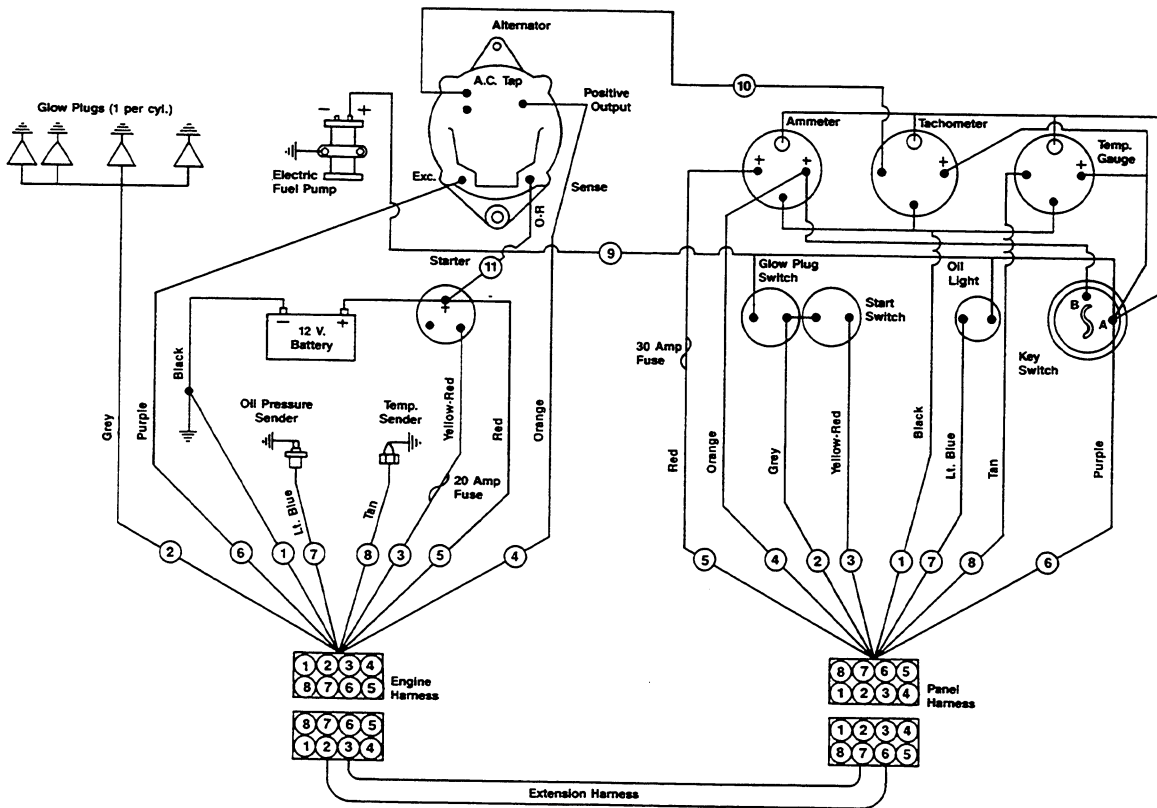 Alternator
A.C. Tap
Positive
Output
Glow Plugs (1 per cyl.)
- +
Electric
Fuel Pump
Exc.
O-R
Sense
10
Ammeter
Tachometer
Temp.
Gauge
+ +
+
+
9
Starter
11
+
12 V.
Battery
- +
Glow Plug
Switch
Start
Switch
Oil
Light
B
A
Key
Switch
30 Amp
Fuse
Oil Pressure
Sender
Temp.
Sender
20 Amp
Fuse
Grey
Purple
Black
Lt. Blue
Tan
Yellow-Red
Red
Orange
Red
Orange
Grey
Yellow-Red
Black
Lt. Blue
Tan
Purple
2 6 1 7 8 3 5 4
5 4 2 3 1 7 8 6
1 2 3 4
8 7 6 5
Engine
Harness
8 7 6 5
1 2 3 4
8 7 6 5
1 2 3 4
Panel
Harness
1 2 3 4
8 7 6 5
Extension Harness